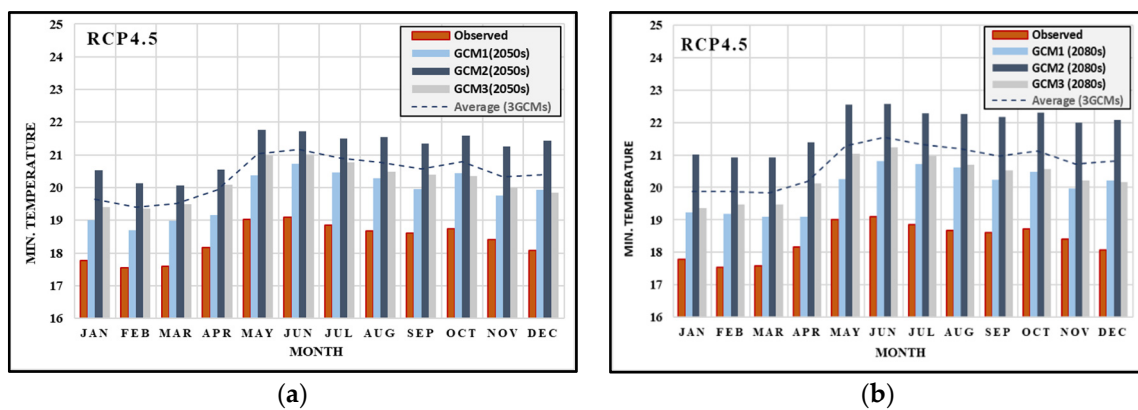 RCP4.5
Observed
GCM1(2050s)
GCM2(2050s)
GCM3(2050s)
Average (3GCMs)
MIN. TEMPERATURE
25
24
23
22
21
20
19
18
17
16
JAN FEB MAR APR MAY JUN JUL AUG SEP OCT NOV DEC
MONTH
(a)
RCP4.5
Observed
GCM1 (2080s)
GCM2 (2080s)
GCM3 (2080s)
Average (3GCMs)
MIN. TEMPERATURE
25
24
23
22
21
20
19
18
17
16
JAN FEB MAR APR MAY JUN JUL AUG SEP OCT NOV DEC
MONTH
(b)